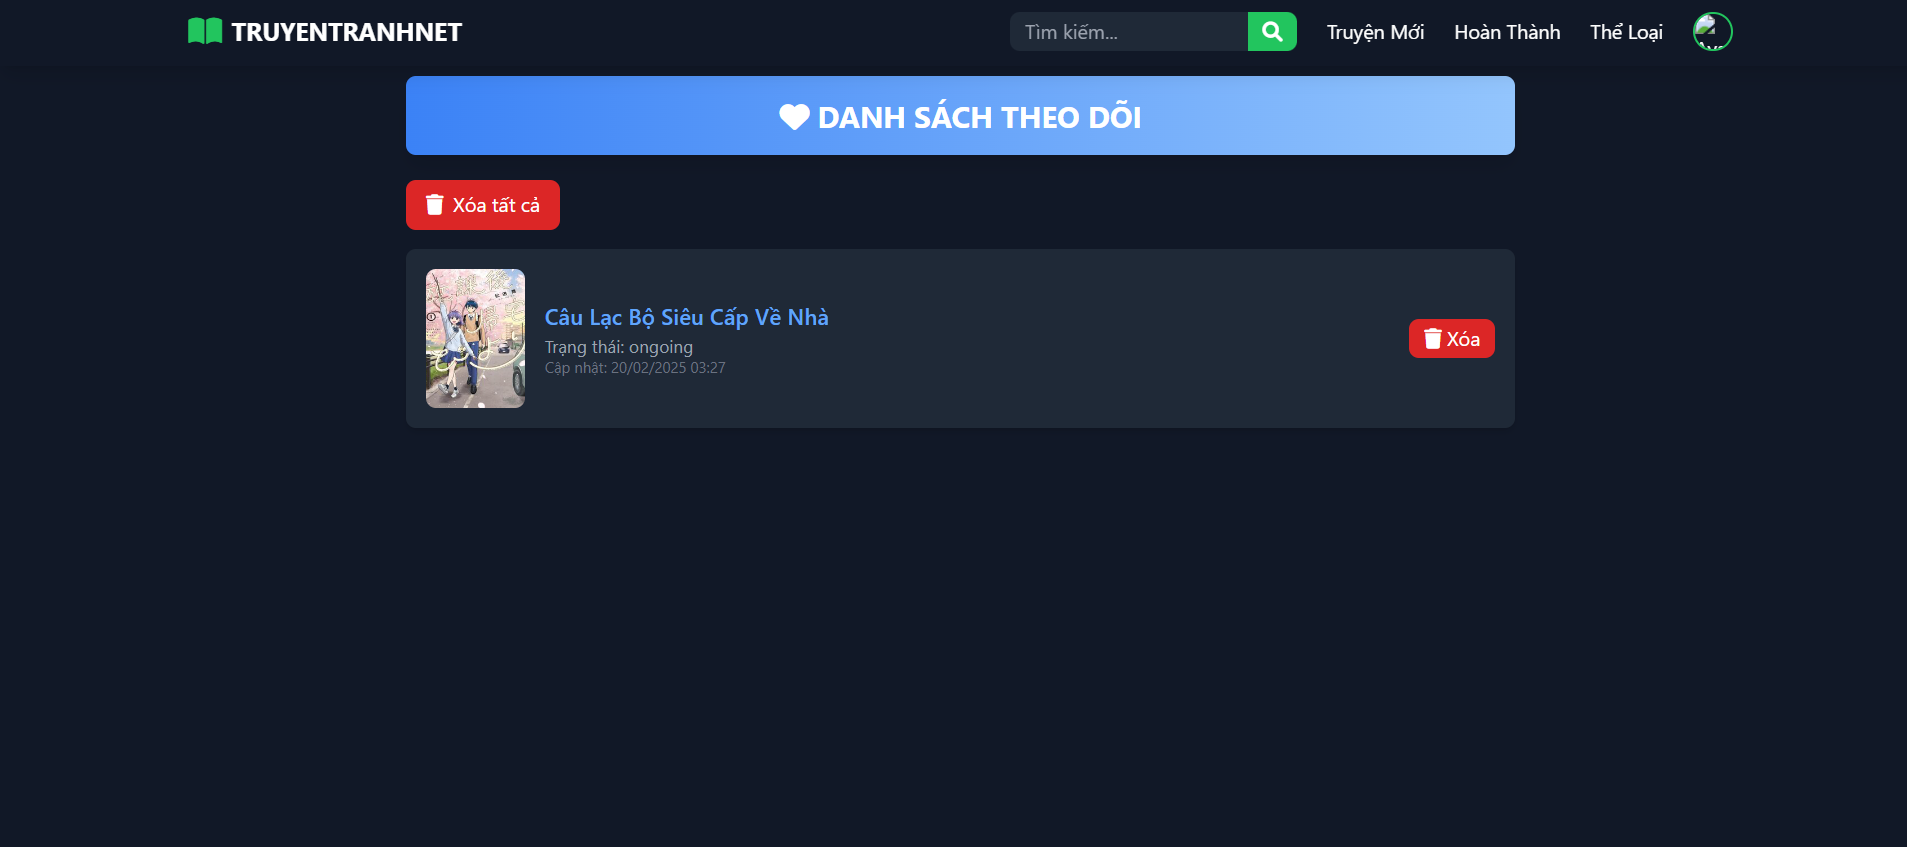 TRUYENTRANHNET
Tìm kiếm...
Truyện Mới
Hoàn Thành
Thể Loại
DANH SÁCH THEO DÕI
Xóa tất cả
Câu Lạc Bộ Siêu Cấp Về Nhà
Trạng thái: ongoing
Cập nhật: 20/02/2025 03:27
Xóa